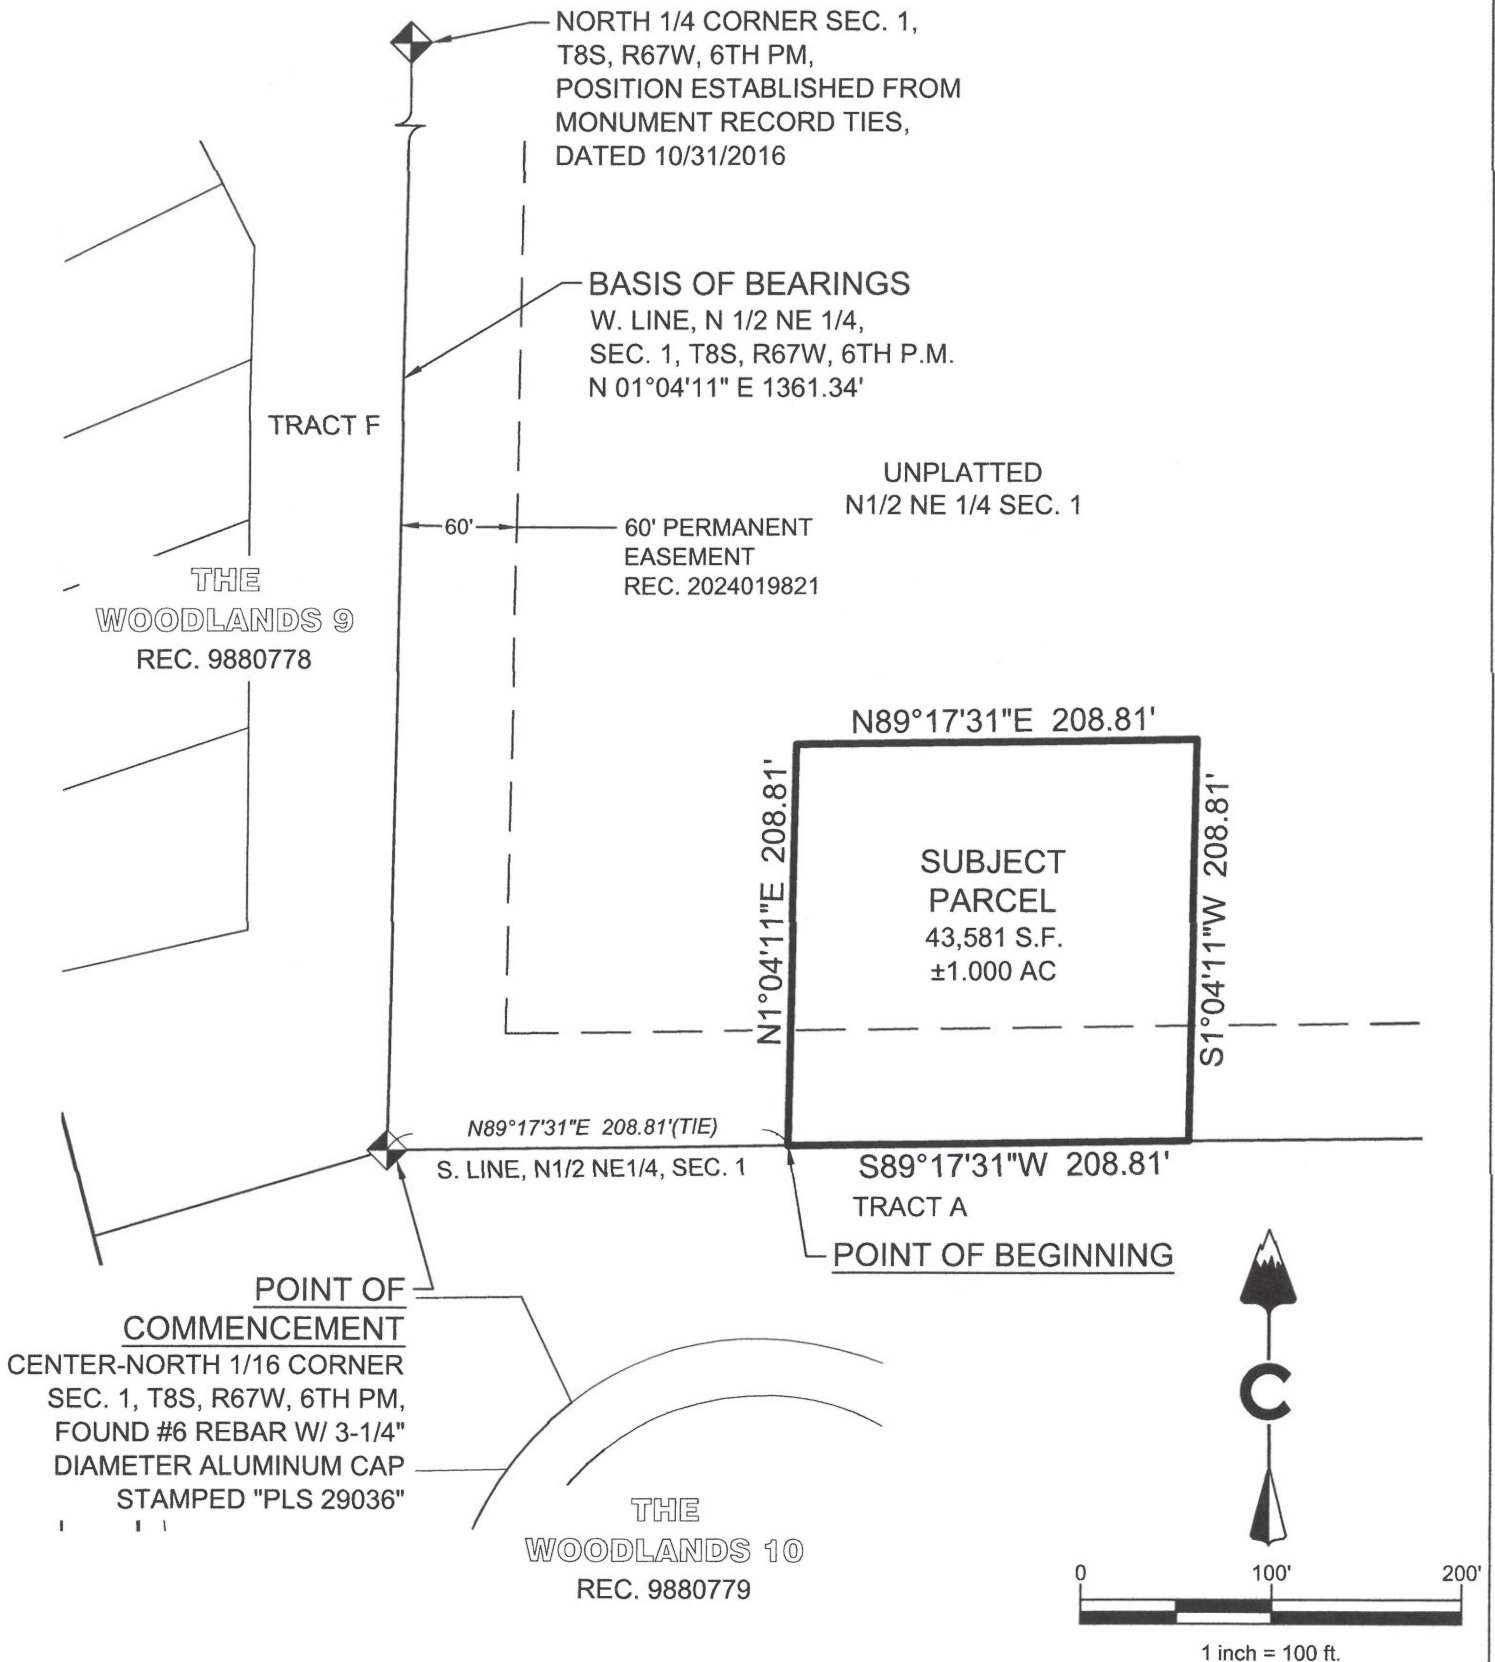 NORTH 1/4 CORNER SEC. 1,
T8S, R67W, 6TH PM,
POSITION ESTABLISHED FROM
MONUMENT RECORD TIES,
DATED 10/31/2016
BASIS OF BEARINGS
W. LINE, N 1/2 NE 1/4,
SEC. 1, T8S, R67W, 6TH P.M.
N 01°04'11" E 1361.34'
TRACT F
UNPLATTED
N1/2 NE 1/4 SEC. 1
60'
60' PERMANENT
EASEMENT
REC. 2024019821
THE
WOODLANDS 9
REC. 9880778
N89°17'31"E 208.81'
N1°04'11"E 208.81'
SUBJECT
PARCEL
43,581 S.F.
±1.000 AC
S1°04'11"W 208.81'
N89°17'31"E 208.81'(TIE)
S. LINE, N1/2 NE1/4, SEC. 1
S89°17'31"W 208.81'
TRACT A
POINT OF BEGINNING
POINT OF
COMMENCEMENT
CENTER-NORTH 1/16 CORNER
SEC. 1, T8S, R67W, 6TH PM,
FOUND #6 REBAR W/ 3-1/4"
DIAMETER ALUMINUM CAP
STAMPED "PLS 29036"
THE
WOODLANDS 10
REC. 9880779
C
0 100' 200'
1 inch = 100 ft.